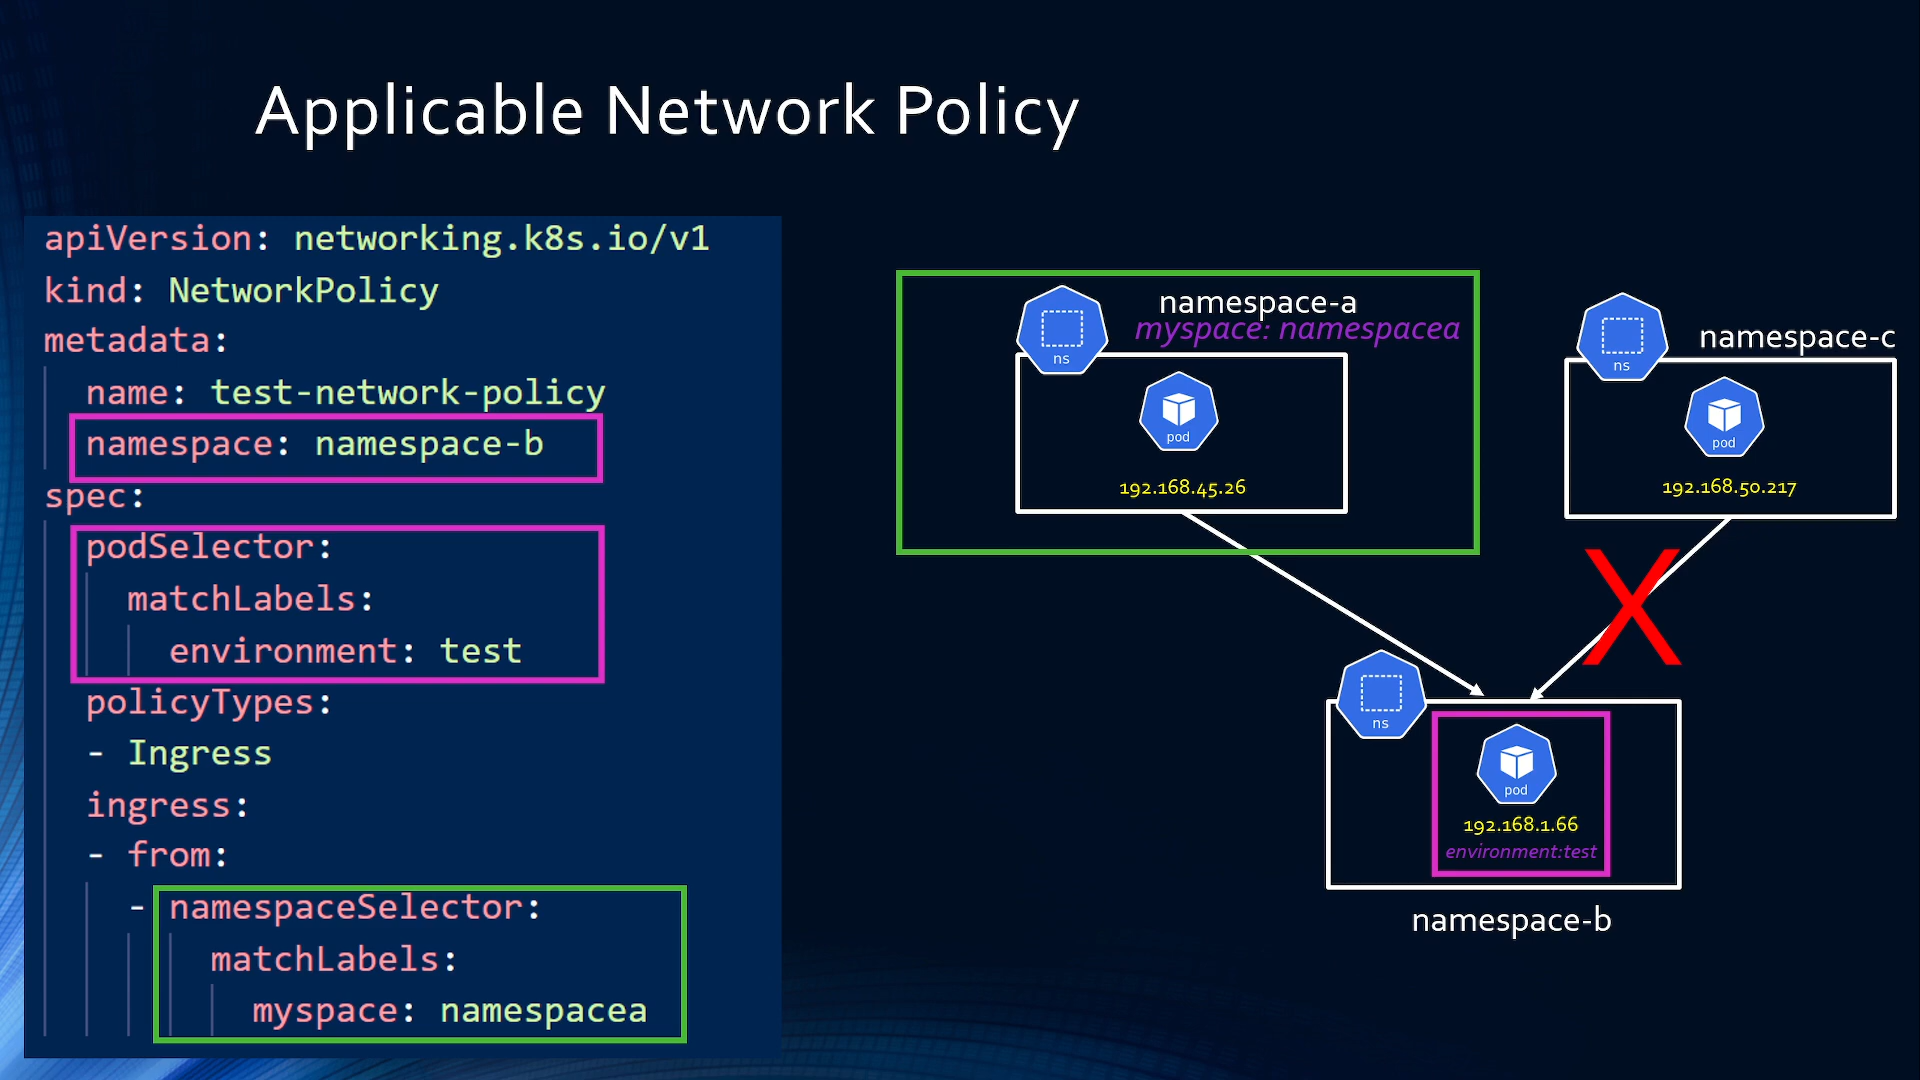 Applicable Network Policy
apiVersion: networking.k8s.io/v1
kind: NetworkPolicy
metadata:
name: test-network-policy
namespace: namespace-b
spec:
podSelector:
matchLabels:
environment: test
policyTypes:
- Ingress
ingress:
- from:
- namespaceSelector:
matchLabels:
myspace: namespacea
namespace-a
myspace: namespacea
ns
pod
192.168.45.26
namespace-c
ns
pod
192.168.50.217
X
ns
pod
192.168.1.66
environment:test
namespace-b